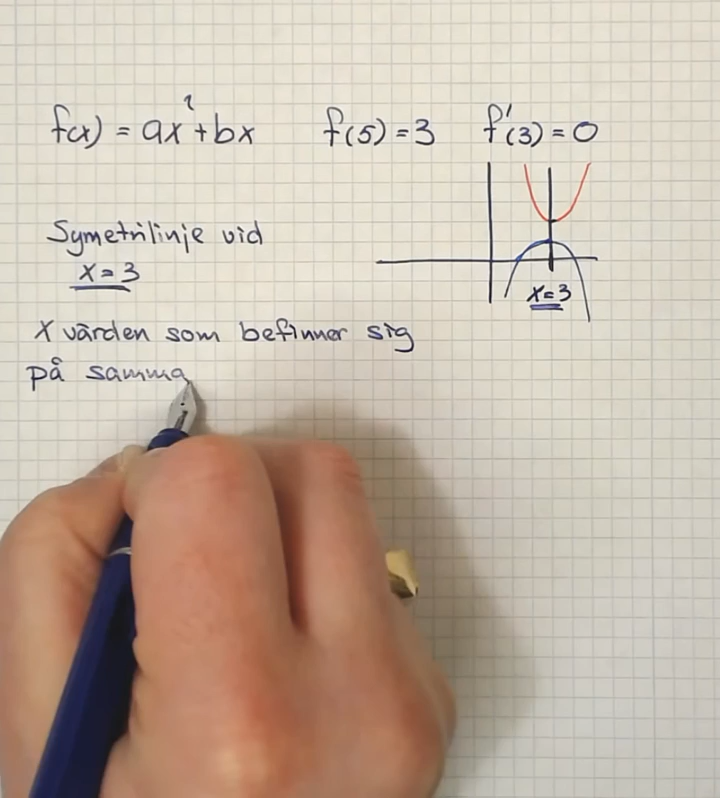 f(x) = ax² + bx f(5) = 3 f'(3) = 0
Symetrilinje vid
x = 3
x = 3
X värden som befinner sig
på samma